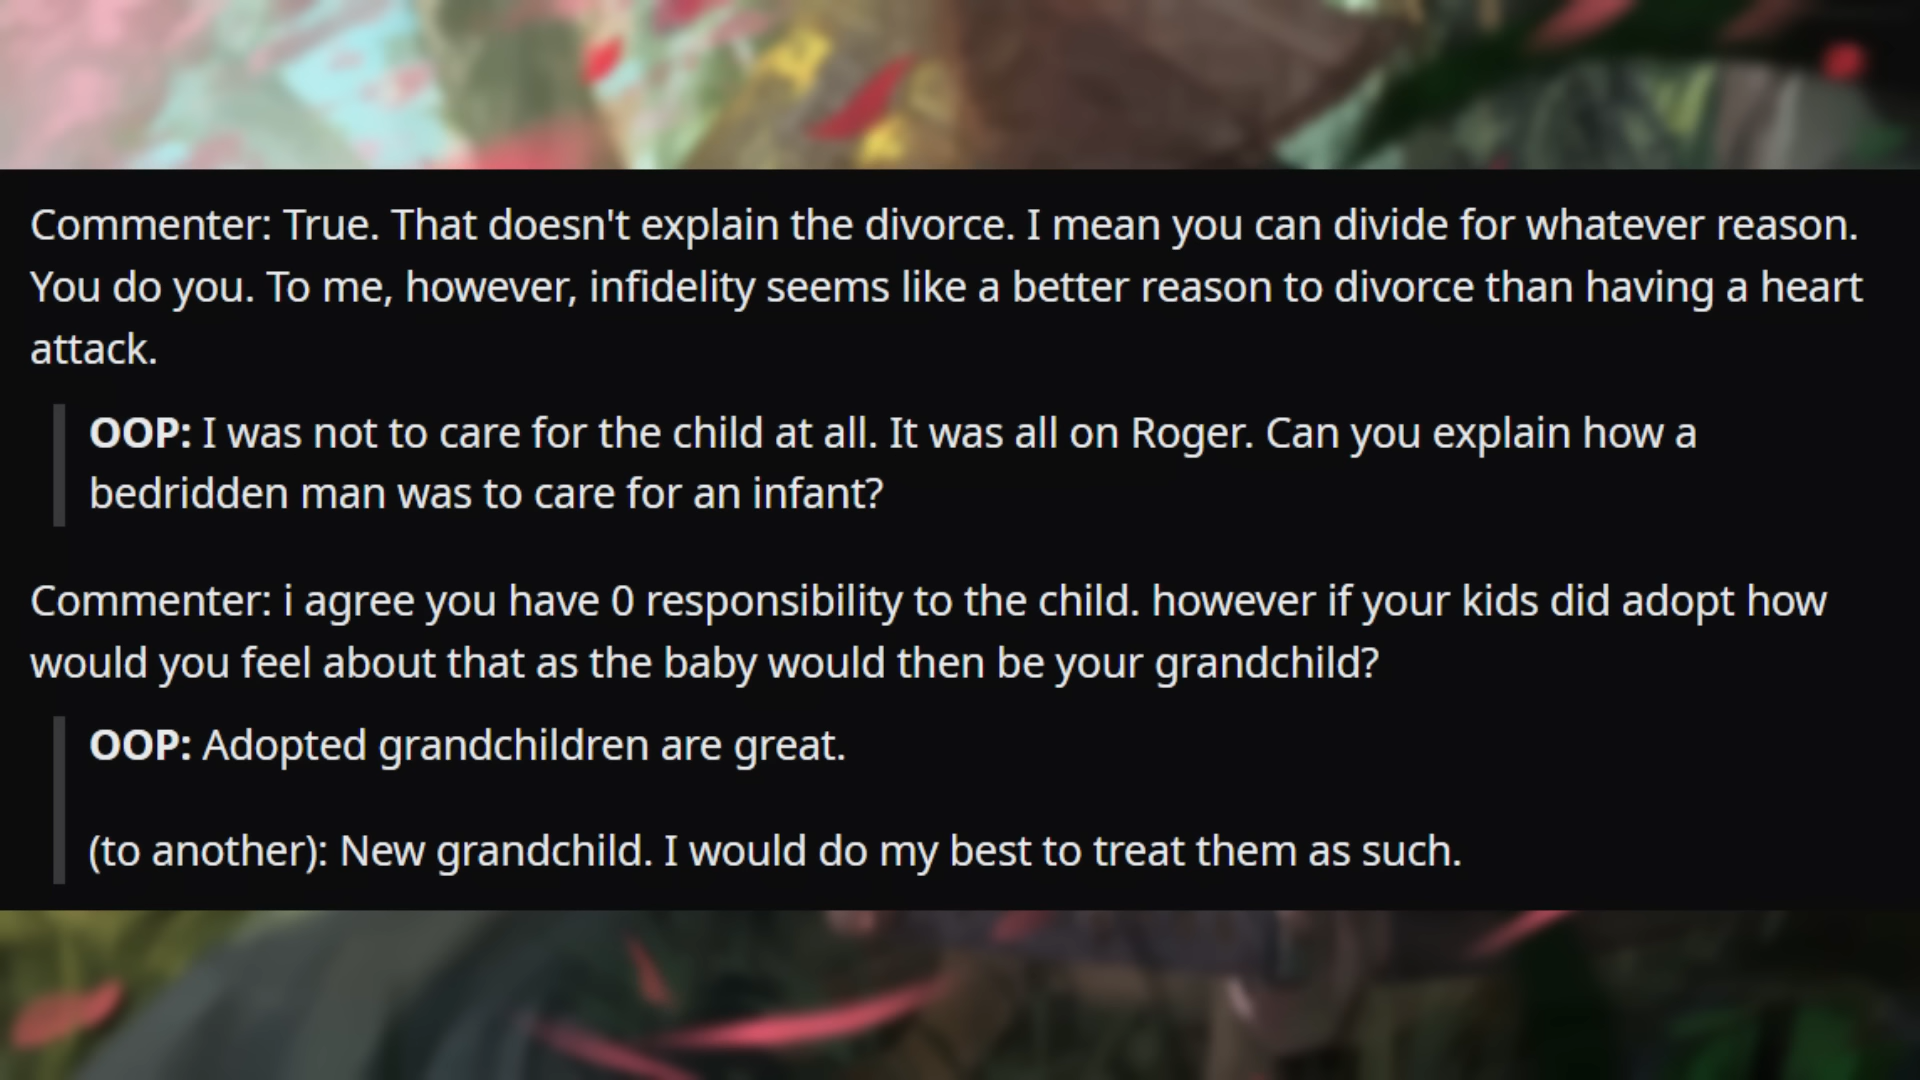 Commenter: True. That doesn't explain the divorce. I mean you can divide for whatever reason.
You do you. To me, however, infidelity seems like a better reason to divorce than having a heart
attack.
OOP: I was not to care for the child at all. It was all on Roger. Can you explain how a
bedridden man was to care for an infant?
Commenter: i agree you have 0 responsibility to the child. however if your kids did adopt how
would you feel about that as the baby would then be your grandchild?
OOP: Adopted grandchildren are great.
(to another): New grandchild. I would do my best to treat them as such.